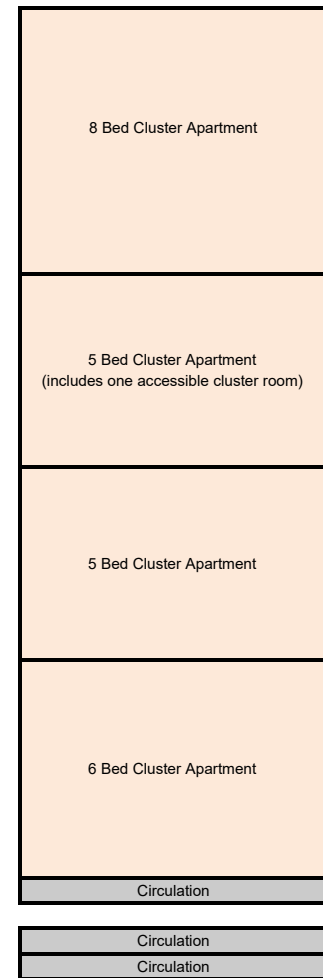 8 Bed Cluster Apartment
5 Bed Cluster Apartment
(includes one accessible cluster room)
5 Bed Cluster Apartment
6 Bed Cluster Apartment
Circulation
Circulation
Circulation